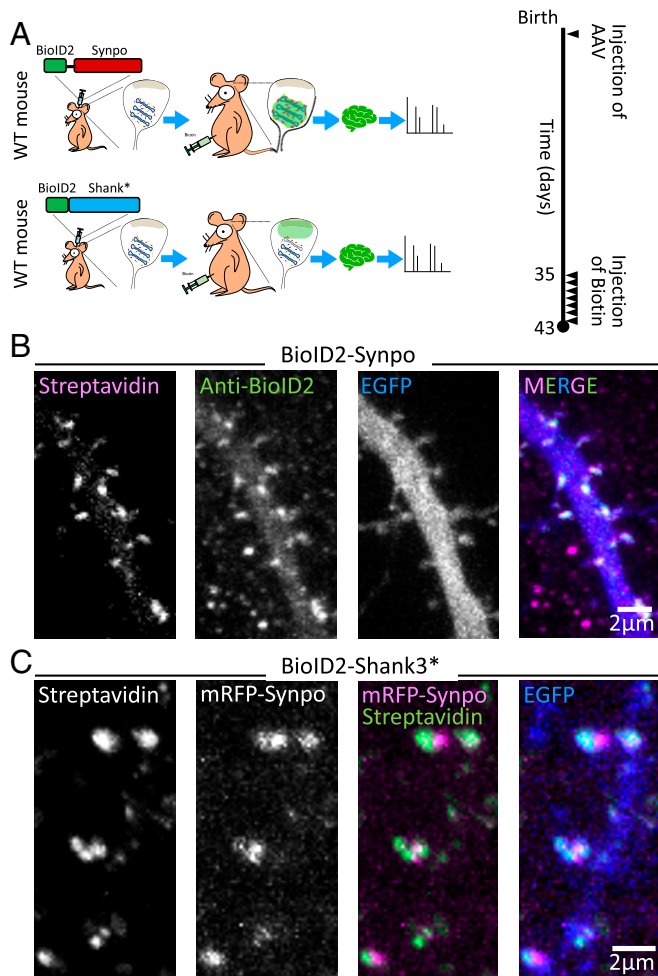 A
BioID2
Synpo
WT mouse
Biotin
BioID2
Shank*
WT mouse
Biotin
Birth
Injection of
AAV
Time (days)
35
Injection
of Biotin
43
B
BioID2-Synpo
Streptavidin
Anti-BioID2
EGFP
MERGE
2μm
C
BioID2-Shank3*
Streptavidin
mRFP-Synpo
mRFP-Synpo
Streptavidin
EGFP
2μm